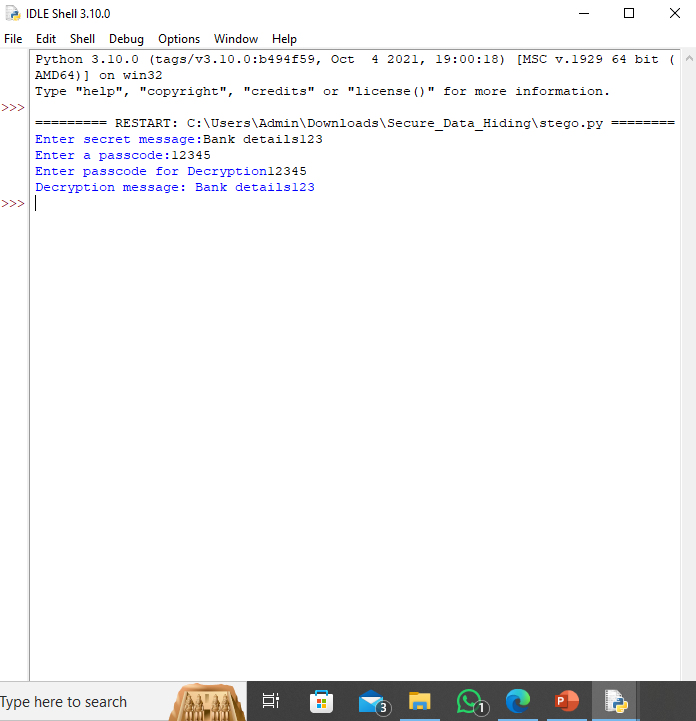 IDLE Shell 3.10.0
File Edit Shell Debug Options Window Help
Python 3.10.0 (tags/v3.10.0:b494f59, Oct  4 2021, 19:00:18) [MSC v.1929 64 bit (
AMD64)] on win32
Type "help", "copyright", "credits" or "license()" for more information.
>>>
========= RESTART: C:\Users\Admin\Downloads\Secure_Data_Hiding\stego.py ========
Enter secret message:Bank details123
Enter a passcode:12345
Enter passcode for Decryption12345
Decryption message: Bank details123
>>>
Type here to search
3
1
P